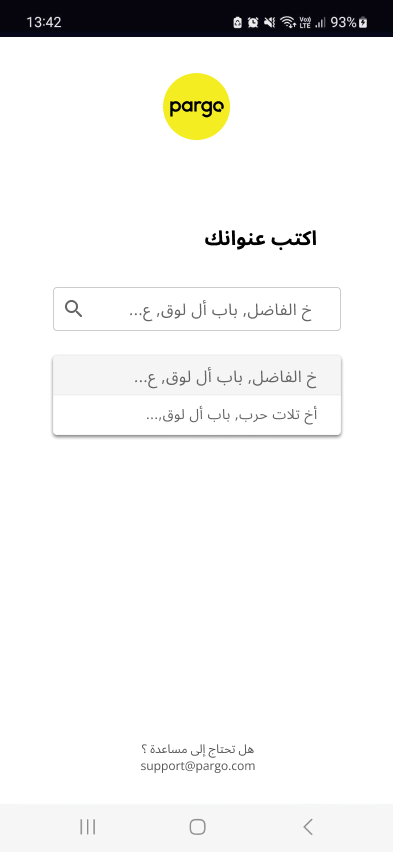 13:42
Vo) LTE 93%
pargo
اكتب عنوانك
خ الفاضل, باب أل لوق, ع...
خ الفاضل, باب أل لوق, ع...
أخ تلات حرب, باب أل لوق,...
هل تحتاج إلى مساعدة ؟
support@pargo.com